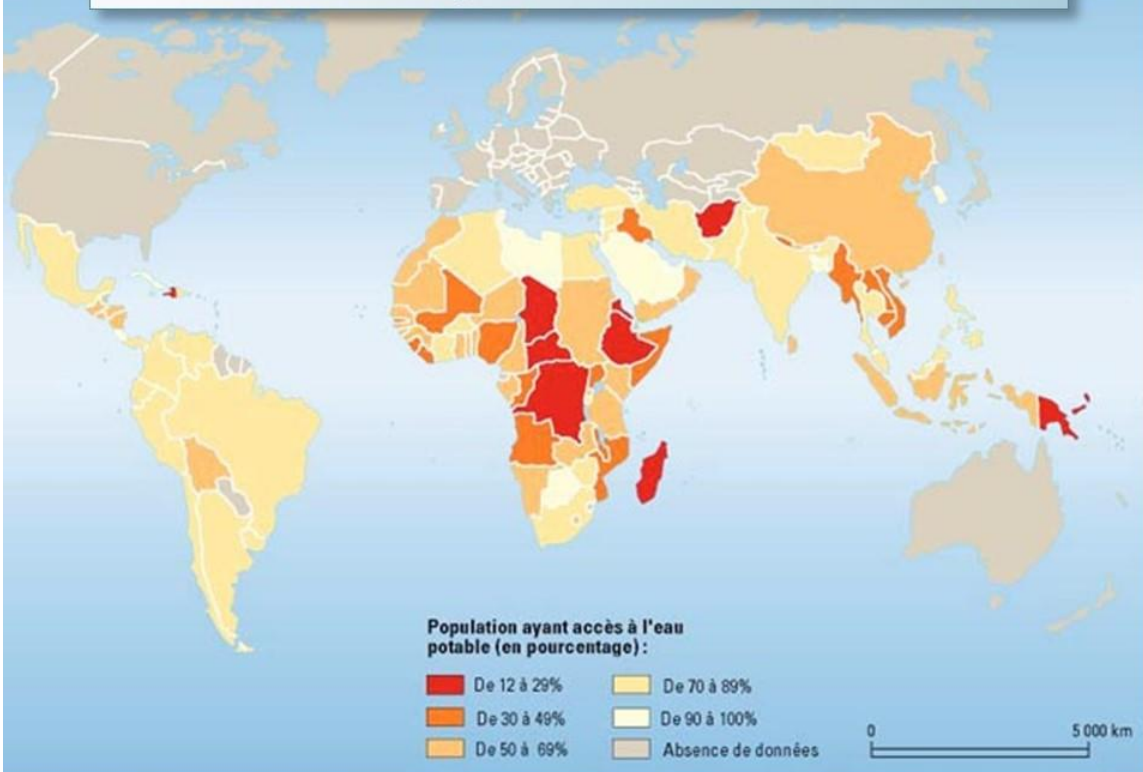 Population ayant accès à l'eau
potable (en pourcentage) :
De 12 à 29%
De 30 à 49%
De 50 à 69%
De 70 à 89%
De 90 à 100%
Absence de données
0 5 000 km